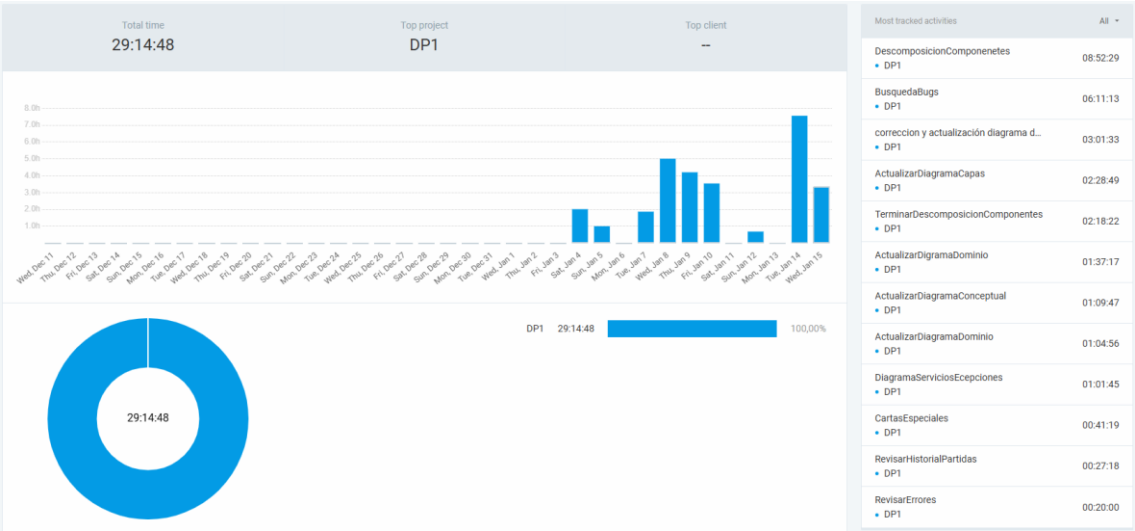 Total time
29:14:48
Top project
DP1
Top client
--
8.0h
7.0h
6.0h
5.0h
4.0h
3.0h
2.0h
1.0h
Wed, Dec 11
Thu, Dec 12
Fri, Dec 13
Sat, Dec 14
Sun, Dec 15
Mon, Dec 16
Tue, Dec 17
Wed, Dec 18
Thu, Dec 19
Fri, Dec 20
Sat, Dec 21
Sun, Dec 22
Mon, Dec 23
Tue, Dec 24
Wed, Dec 25
Thu, Dec 26
Fri, Dec 27
Sat, Dec 28
Sun, Dec 29
Mon, Dec 30
Tue, Dec 31
Wed, Jan 1
Thu, Jan 2
Fri, Jan 3
Sat, Jan 4
Sun, Jan 5
Mon, Jan 6
Tue, Jan 7
Wed, Jan 8
Thu, Jan 9
Fri, Jan 10
Sat, Jan 11
Sun, Jan 12
Mon, Jan 13
Tue, Jan 14
Wed, Jan 15
29:14:48
DP1 29:14:48 100,00%
Most tracked activities All
DescomposicionComponenetes 08:52:29
DP1
BusquedaBugs 06:11:13
DP1
correccion y actualización diagrama d... 03:01:33
DP1
ActualizarDiagramaCapas 02:28:49
DP1
TerminarDescomposicionComponentes 02:18:22
DP1
ActualizarDigramaDominio 01:37:17
DP1
ActualizarDiagramaConceptual 01:09:47
DP1
ActualizarDiagramaDominio 01:04:56
DP1
DiagramaServiciosEcepciones 01:01:45
DP1
CartasEspeciales 00:41:19
DP1
RevisarHistorialPartidas 00:27:18
DP1
RevisarErrores 00:20:00
DP1